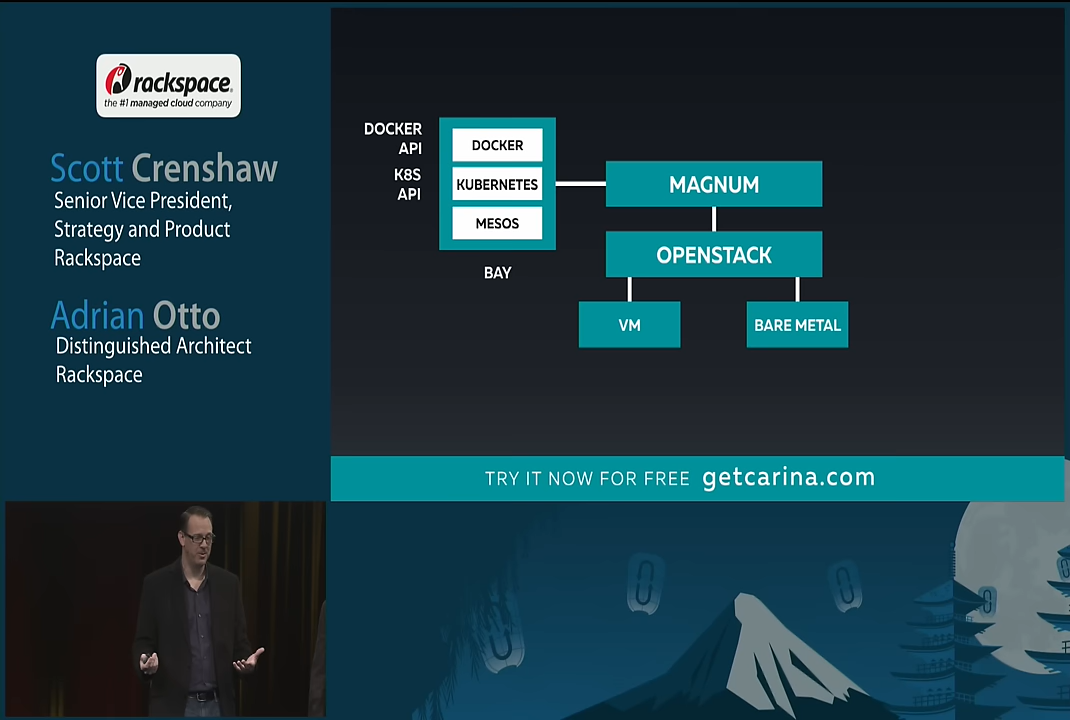 rackspace®
the #1 managed cloud company
Scott Crenshaw
Senior Vice President,
Strategy and Product
Rackspace
Adrian Otto
Distinguished Architect
Rackspace
DOCKER
API
K8S
API
DOCKER
KUBERNETES
MESOS
BAY
MAGNUM
OPENSTACK
VM
BARE METAL
TRY IT NOW FOR FREE getcarina.com